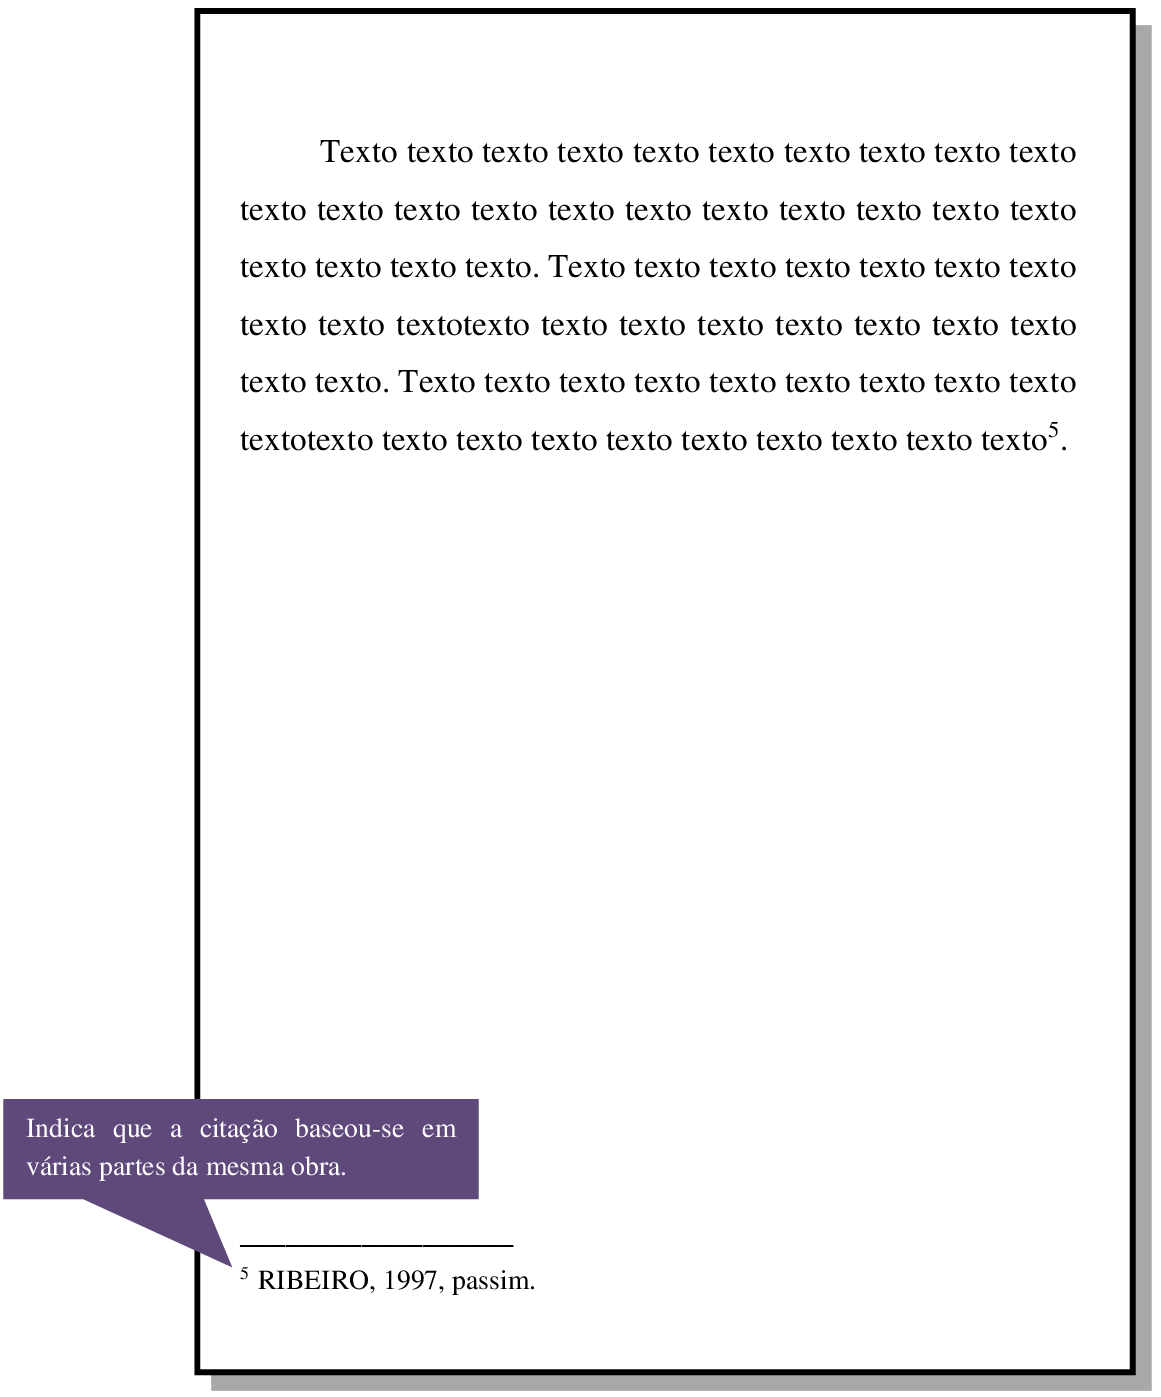 Texto texto texto texto texto texto texto texto texto texto
texto texto texto texto texto texto texto texto texto texto texto
texto texto texto texto. Texto texto texto texto texto texto texto
texto texto textotexto texto texto texto texto texto texto texto
texto texto. Texto texto texto texto texto texto texto texto texto
textotexto texto texto texto texto texto texto texto texto texto⁵.
Indica que a citação baseou-se em
várias partes da mesma obra.
⁵ RIBEIRO, 1997, passim.